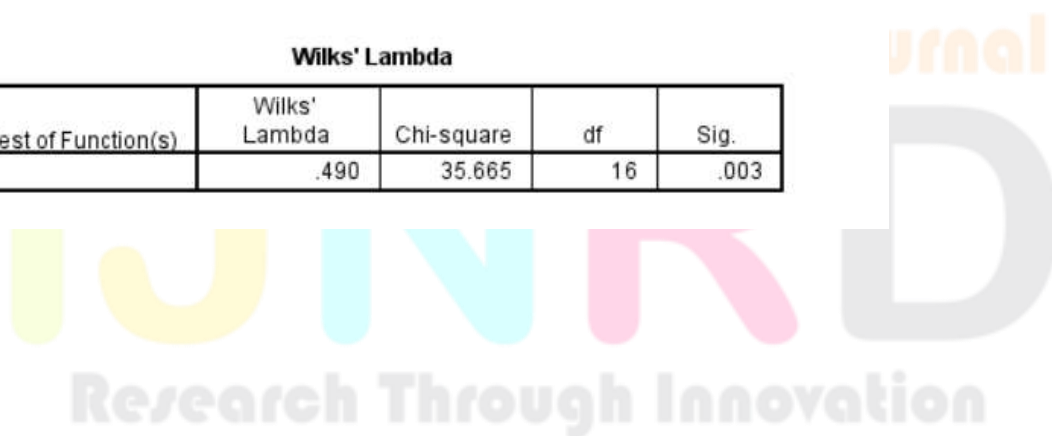 urnal
Wilks' Lambda
est of Function(s) Wilks' Lambda Chi-square df Sig.
.490 35.665 16 .003
IJNRD
Research Through Innovation